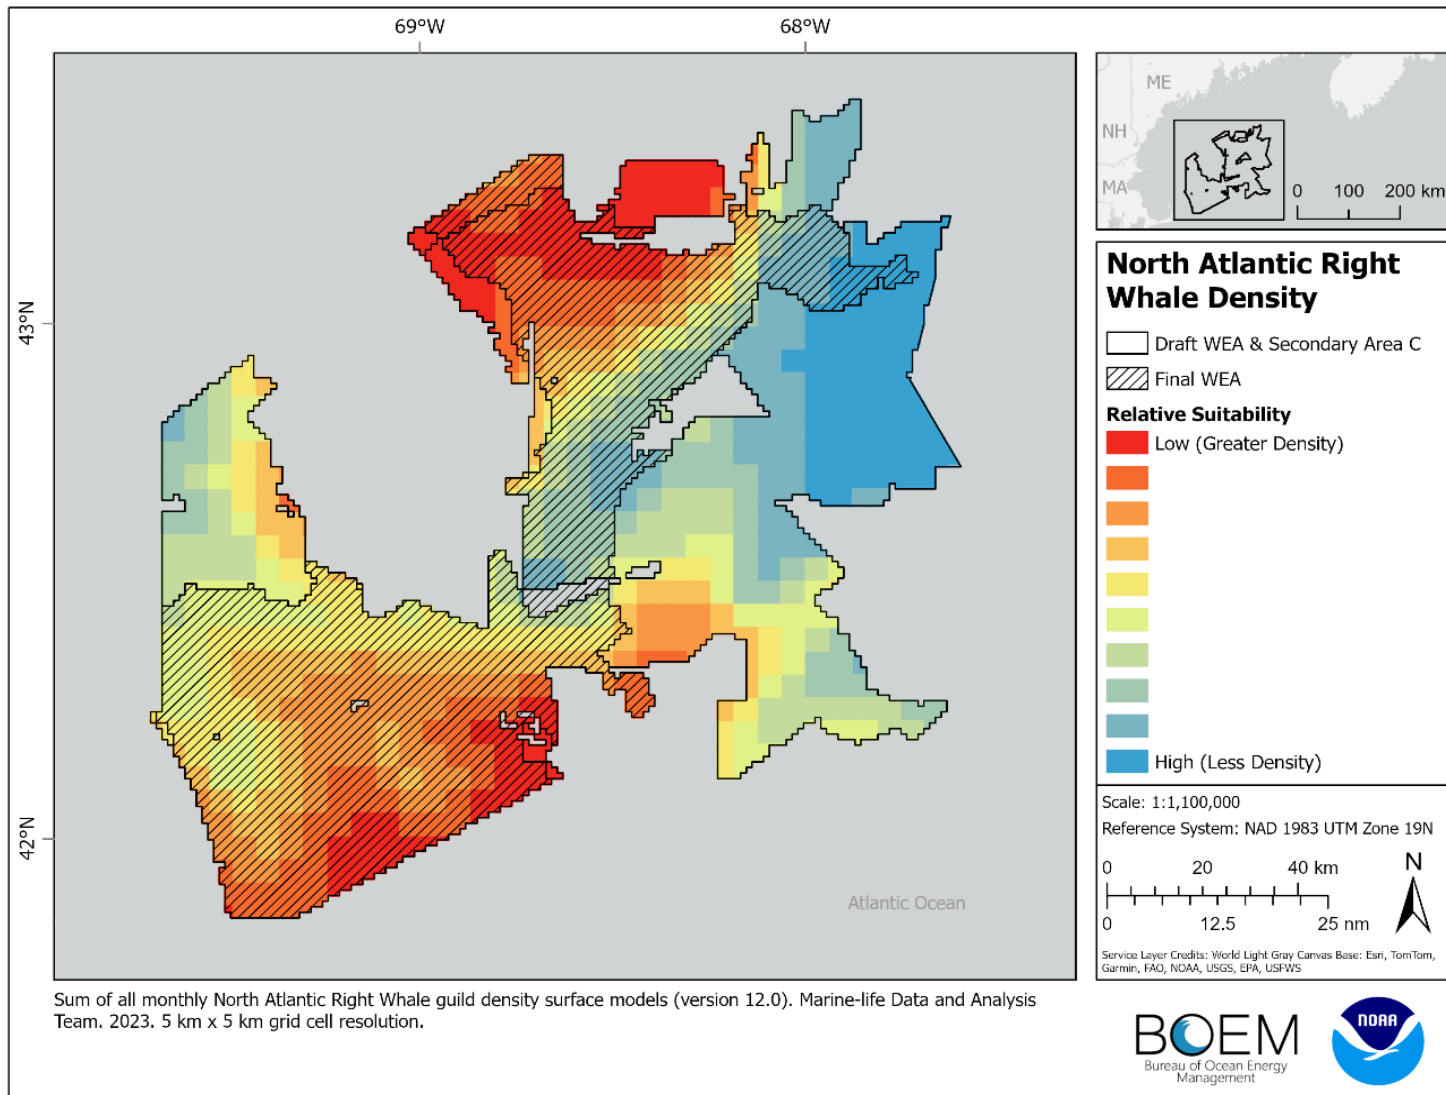 69°W
68°W
43°N
42°N
Atlantic Ocean
ME
NH
MA
0 100 200 km
North Atlantic Right
Whale Density
Draft WEA & Secondary Area C
Final WEA
Relative Suitability
Low (Greater Density)
High (Less Density)
Scale: 1:1,100,000
Reference System: NAD 1983 UTM Zone 19N
0 20 40 km
0 12.5 25 nm
N
Service Layer Credits: World Light Gray Canvas Base: Esri, TomTom,
Garmin, FAO, NOAA, USGS, EPA, USFWS
Sum of all monthly North Atlantic Right Whale guild density surface models (version 12.0). Marine-life Data and Analysis
Team. 2023. 5 km x 5 km grid cell resolution.
BOEM
Bureau of Ocean Energy
Management
NOAA